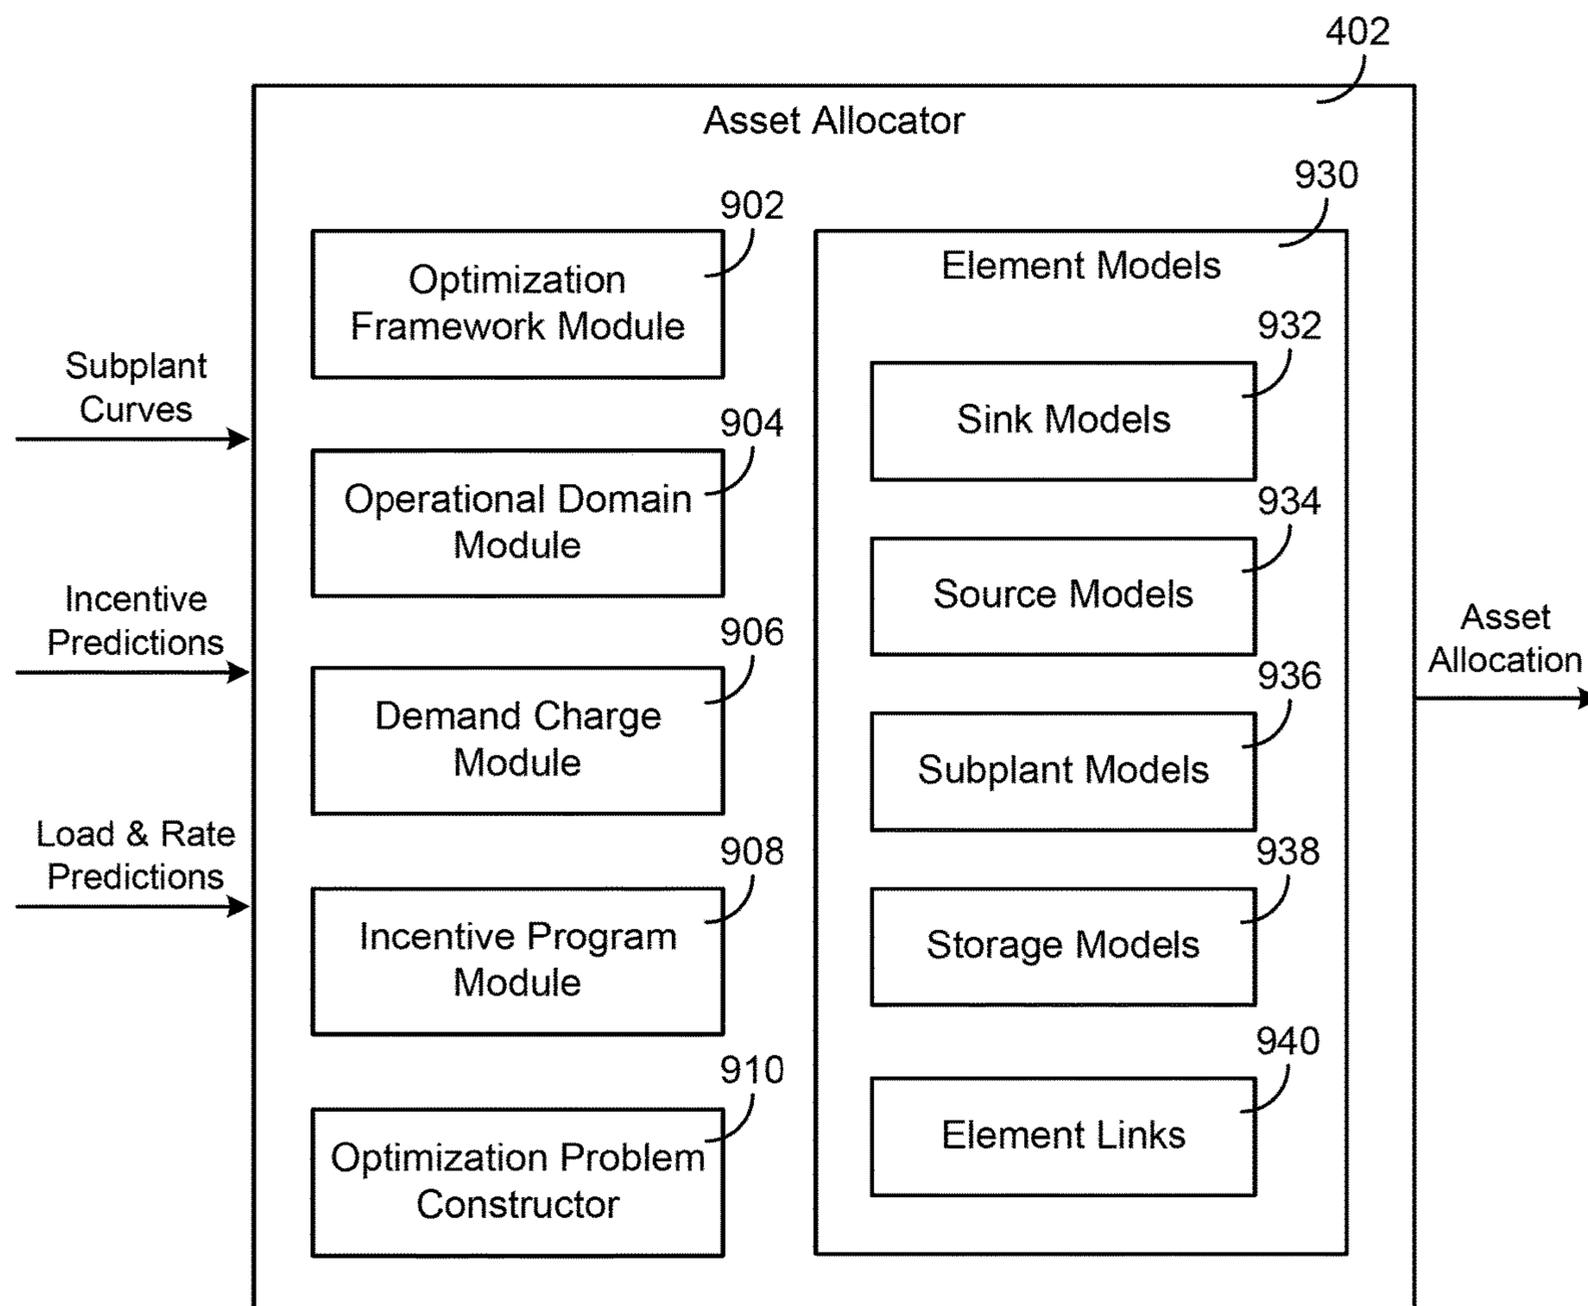 402
Asset Allocator
902
Optimization
Framework Module
904
Operational Domain
Module
906
Demand Charge
Module
908
Incentive Program
Module
910
Optimization Problem
Constructor
930
Element Models
932
Sink Models
934
Source Models
936
Subplant Models
938
Storage Models
940
Element Links
Subplant
Curves
Incentive
Predictions
Load & Rate
Predictions
Asset
Allocation